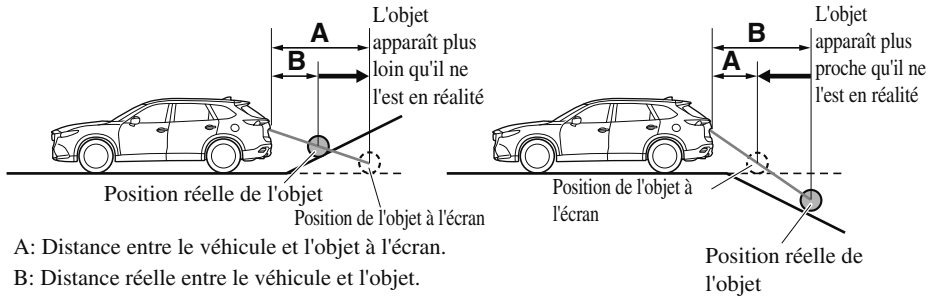 A
B
L'objet
apparaît plus
loin qu'il ne
l'est en réalité
Position réelle de l'objet
Position de l'objet à l'écran
B
A
L'objet
apparaît plus
proche qu'il ne
l'est en réalité
Position de l'objet à
l'écran
Position réelle de
l'objet
A: Distance entre le véhicule et l'objet à l'écran.
B: Distance réelle entre le véhicule et l'objet.